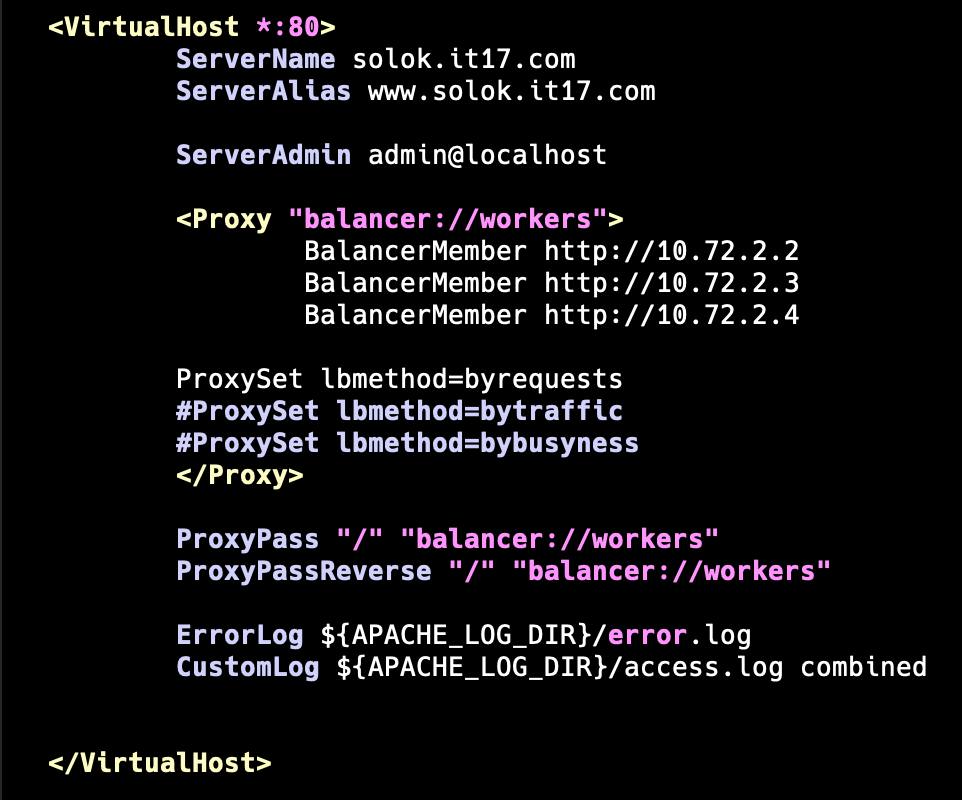 <VirtualHost *:80>
ServerName solok.it17.com
ServerAlias www.solok.it17.com
ServerAdmin admin@localhost
<Proxy "balancer://workers">
BalancerMember http://10.72.2.2
BalancerMember http://10.72.2.3
BalancerMember http://10.72.2.4
ProxySet lbmethod=byrequests
#ProxySet lbmethod=bytraffic
#ProxySet lbmethod=bybusyness
</Proxy>
ProxyPass "/" "balancer://workers"
ProxyPassReverse "/" "balancer://workers"
ErrorLog ${APACHE_LOG_DIR}/error.log
CustomLog ${APACHE_LOG_DIR}/access.log combined
</VirtualHost>